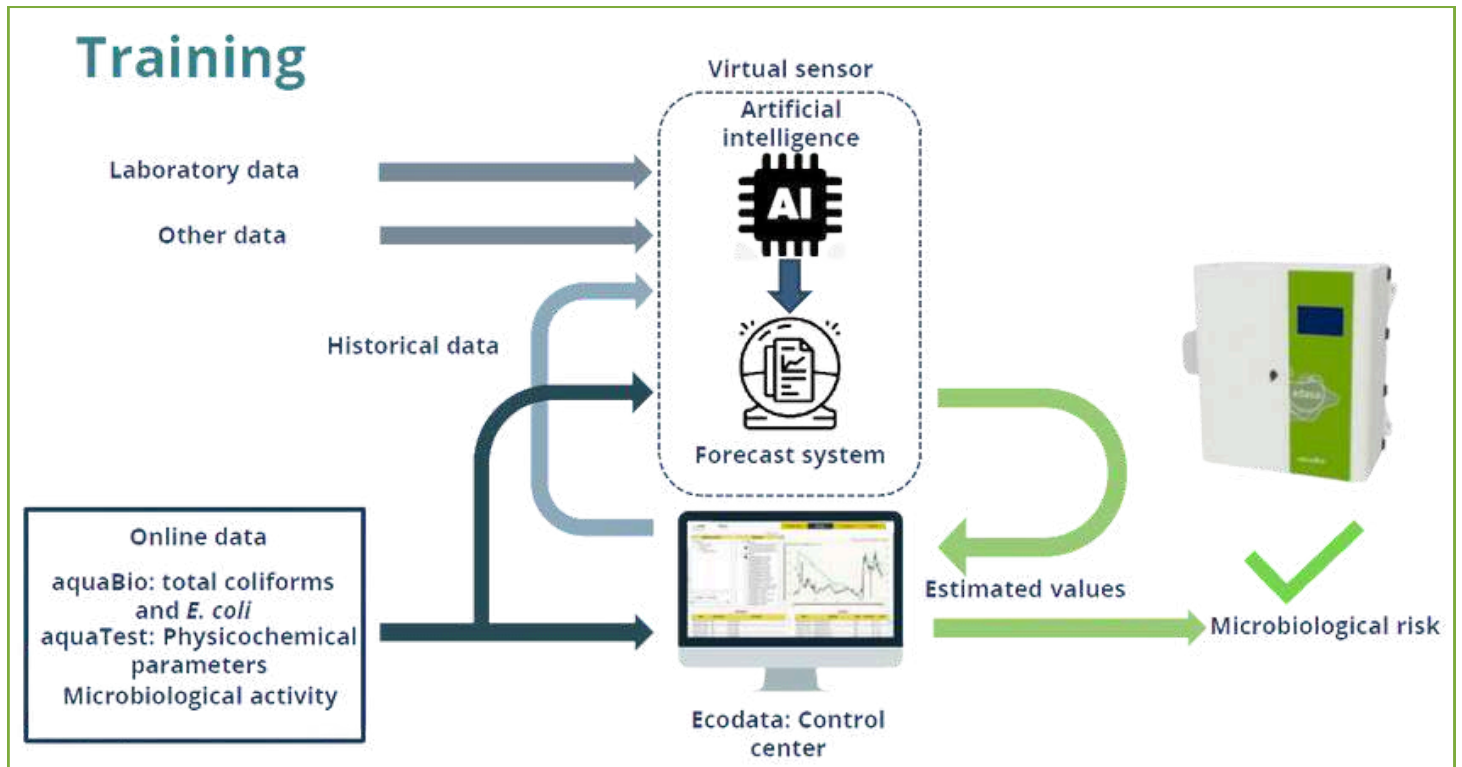 Training
Virtual sensor
Artificial
intelligence
AI
Laboratory data
Other data
Historical data
Forecast system
Online data
aquaBio: total coliforms
and E. coli
aquaTest: Physicochemical
parameters
Microbiological activity
Estimated values
Microbiological risk
Ecodata: Control
center